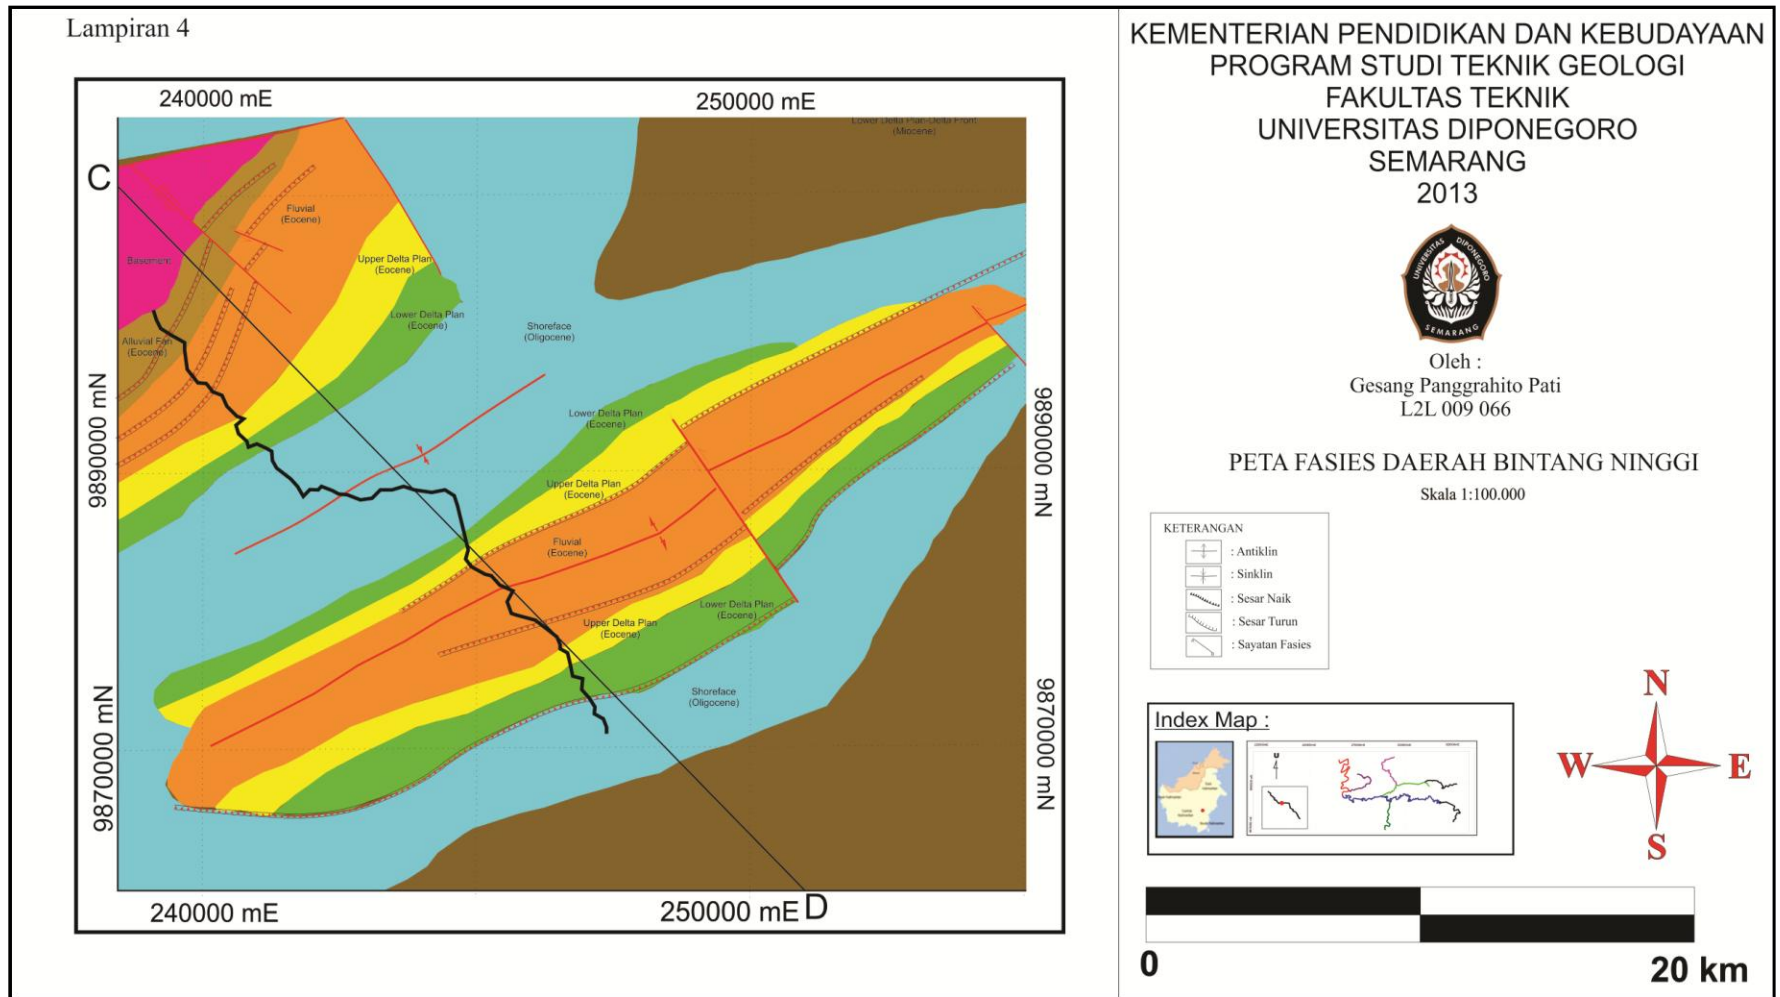 Lampiran 4
240000 mE
250000 mE
C
Lower Delta Plan-Delta Front
(Miocene)
Fluvial
(Eocene)
Basment
Upper Delta Plan
(Eocene)
Lower Delta Plan
(Eocene)
Shoreface
(Oligocene)
Alluvial Fan
(Eocene)
9890000 mN
9890000 mN
Lower Delta Plan
(Eocene)
Upper Delta Plan
(Eocene)
Fluvial
(Eocene)
Lower Delta Plan
(Eocene)
Upper Delta Plan
(Eocene)
Shoreface
(Oligocene)
9870000 mN
9870000 mN
240000 mE
250000 mE
D
KEMENTERIAN PENDIDIKAN DAN KEBUDAYAAN
PROGRAM STUDI TEKNIK GEOLOGI
FAKULTAS TEKNIK
UNIVERSITAS DIPONEGORO
SEMARANG
2013
UNIVERSITAS DIPONEGORO
SEMARANG
Oleh :
Gesang Panggrahito Pati
L2L 009 066
PETA FASIES DAERAH BINTANG NINGGI
Skala 1:100.000
KETERANGAN
: Antiklin
: Sinklin
: Sesar Naik
: Sesar Turun
: Sayatan Fasies
Index Map :
N
W
E
S
0
20 km